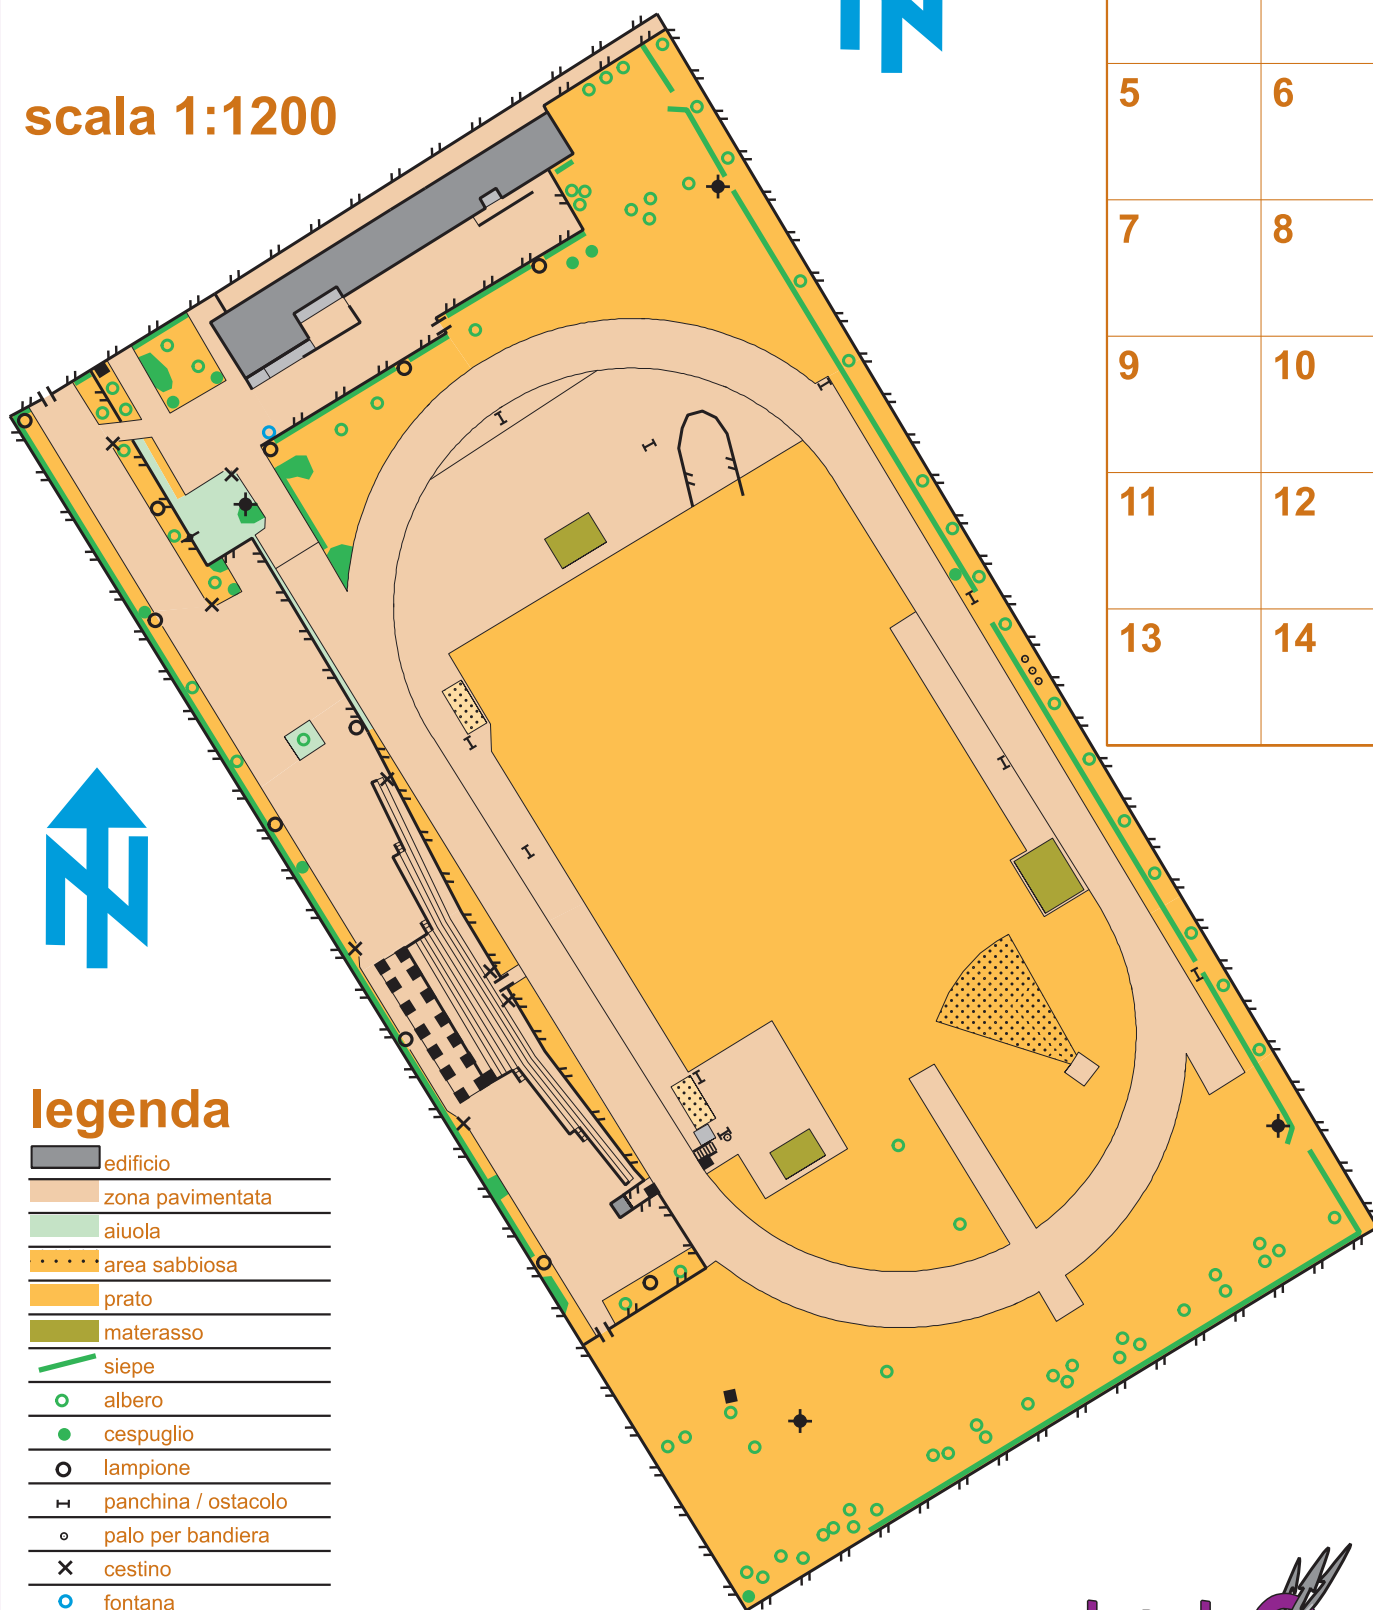 scala 1:1200
5 6
7 8
9 10
11 12
13 14
N
N
legenda
edificio
zona pavimentata
aiuola
area sabbiosa
prato
materasso
siepe
albero
cespuglio
lampione
panchina / ostacolo
palo per bandiera
cestino
fontana